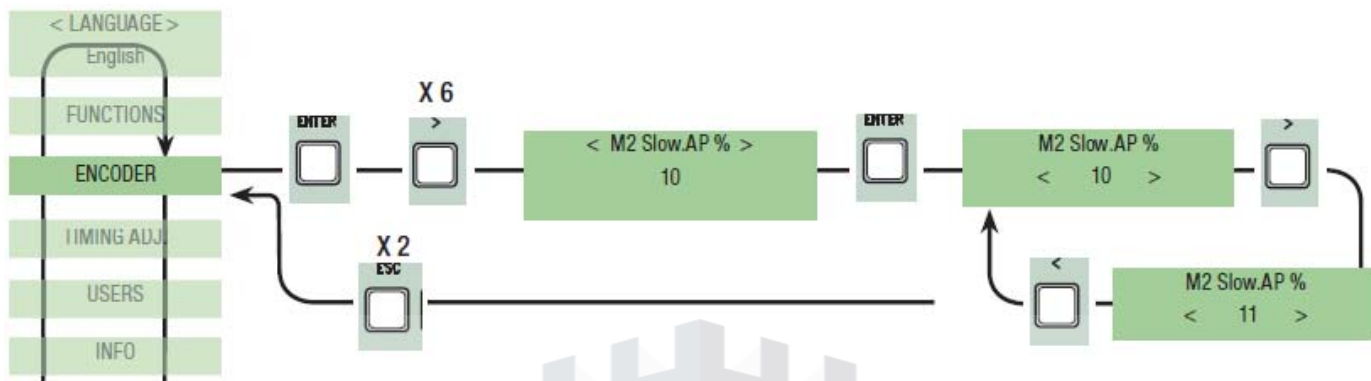 < LANGUAGE >
English
FUNCTIONS
ENCODER
TIMING ADJ.
USERS
INFO
ENTER
X 6
>
< M2 Slow.AP % >
10
ENTER
M2 Slow.AP %
< 10 >
>
X 2
ESC
<
M2 Slow.AP %
< 11 >